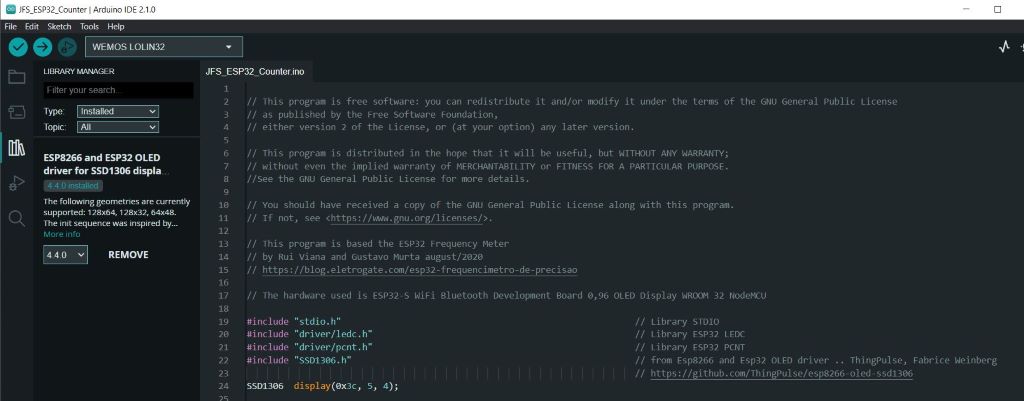 JFS_ESP32_Counter | Arduino IDE 2.1.0
File Edit Sketch Tools Help
WEMOS LOLIN32
LIBRARY MANAGER
Filter your search...
Type: Installed
Topic: All
ESP8266 and ESP32 OLED
driver for SSD1306 displa...
4.4.0 installed
The following geometries are currently
supported: 128x64, 128x32, 64x48.
The init sequence was inspired by...
More info
4.4.0 REMOVE
JFS_ESP32_Counter.ino
1
2 // This program is free software: you can redistribute it and/or modify it under the terms of the GNU General Public License
3 // as published by the Free Software Foundation,
4 // either version 2 of the License, or (at your option) any later version.
5
6 // This program is distributed in the hope that it will be useful, but WITHOUT ANY WARRANTY;
7 // without even the implied warranty of MERCHANTABILITY or FITNESS FOR A PARTICULAR PURPOSE.
8 //See the GNU General Public License for more details.
9
10 // You should have received a copy of the GNU General Public License along with this program.
11 // If not, see <https://www.gnu.org/licenses/>.
12
13 // This program is based the ESP32 Frequency Meter
14 // by Rui Viana and Gustavo Murta august/2020
15 // https://blog.eletrogate.com/esp32-frequencimetro-de-precisao
16
17 // The hardware used is ESP32-S WiFi Bluetooth Development Board 0,96 OLED Display WROOM 32 NodeMCU
18
19 #include "stdio.h" // Library STDIO
20 #include "driver/ledc.h" // Library ESP32 LEDC
21 #include "driver/pcnt.h" // Library ESP32 PCNT
22 #include "SSD1306.h" // from Esp8266 and Esp32 OLED driver .. ThingPulse, Fabrice Weinberg
23 // https://github.com/ThingPulse/esp8266-oled-ssd1306
24 SSD1306 display(0x3c, 5, 4);
25